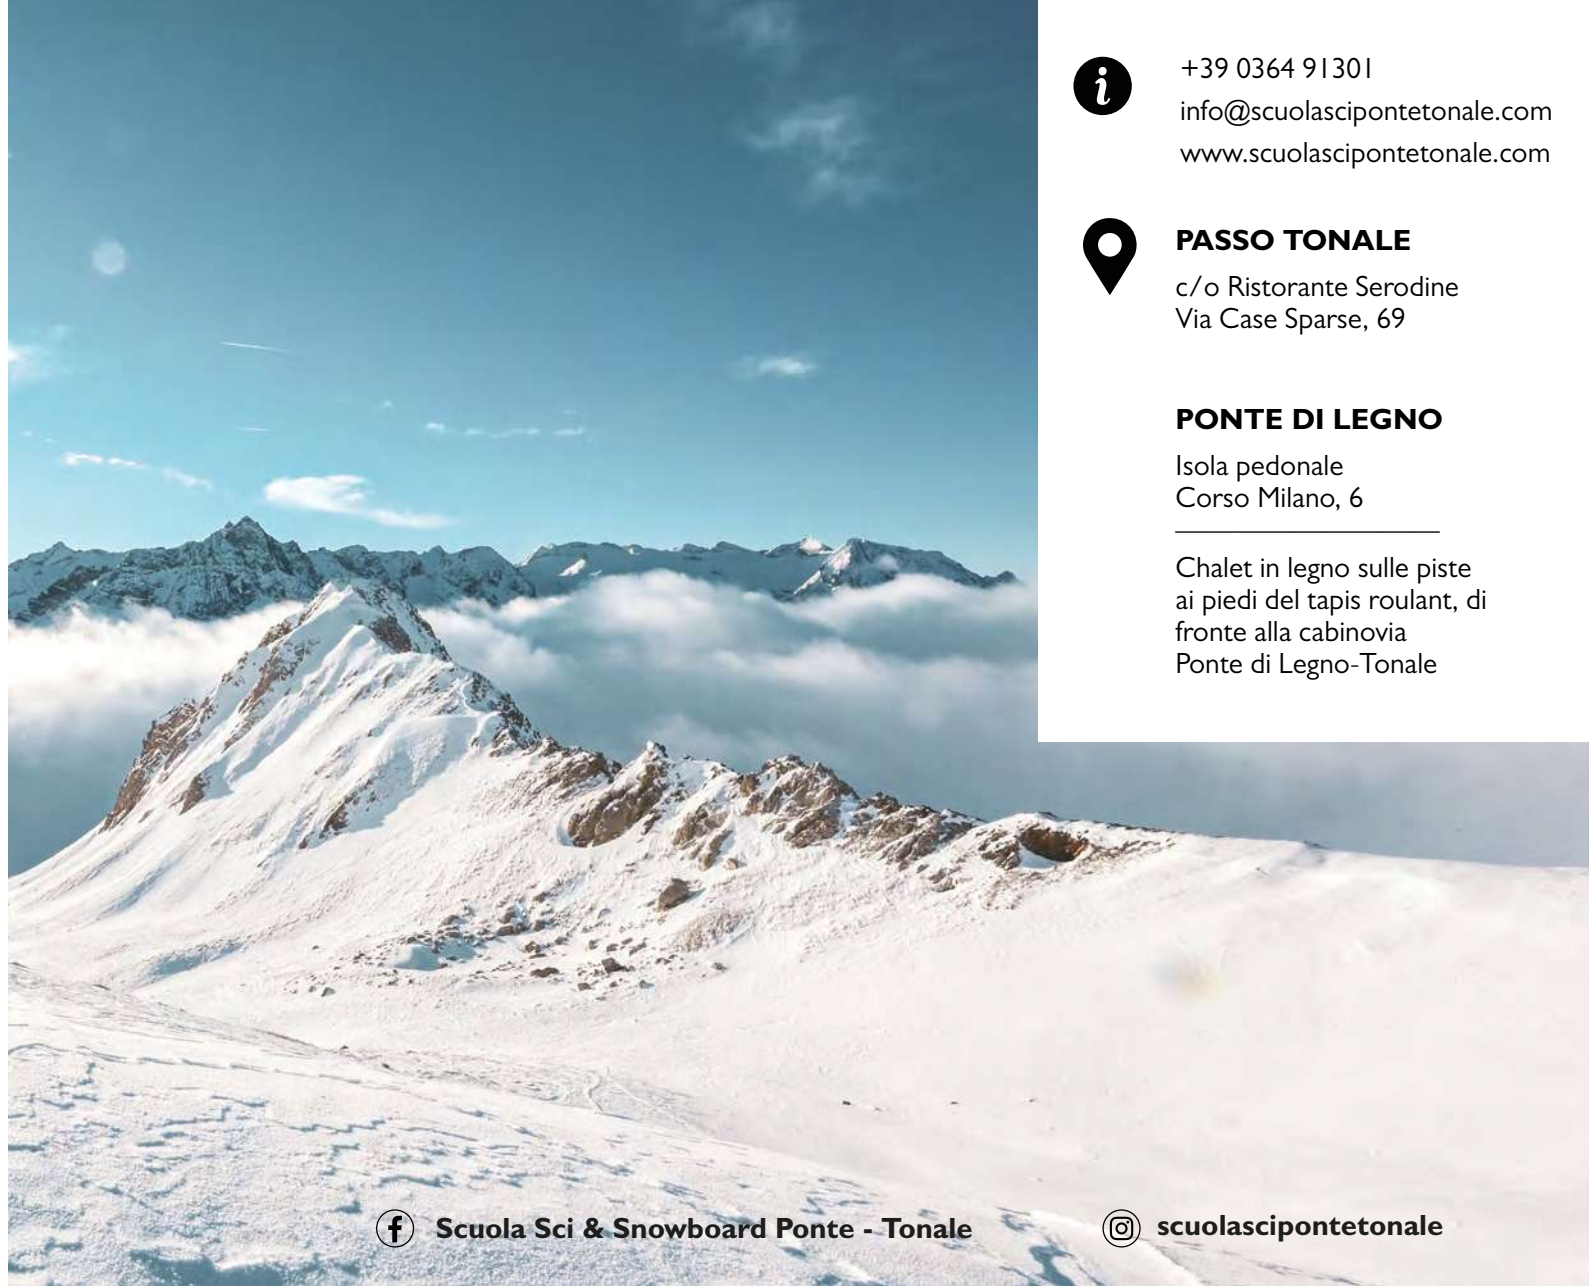 +39 0364 91301
info@scuolascipontetonale.com
www.scuolascipontetonale.com
PASSO TONALE
c/o Ristorante Serodine
Via Case Sparse, 69
PONTE DI LEGNO
Isola pedonale
Corso Milano, 6
Chalet in legno sulle piste
ai piedi del tapis roulant, di
fronte alla cabinovia
Ponte di Legno-Tonale
Scuola Sci & Snowboard Ponte - Tonale
scuolascipontetonale